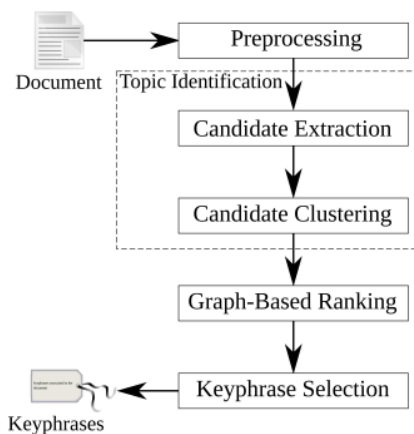 Preprocessing
Document
Topic Identification
Candidate Extraction
Candidate Clustering
Graph-Based Ranking
Keyphrase Selection
Keyphrases